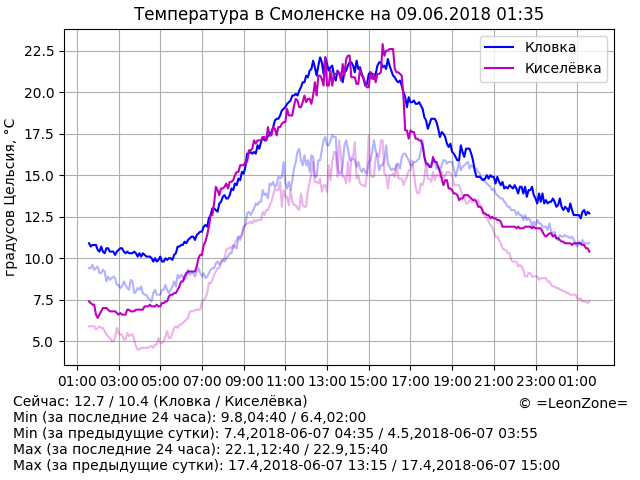 Температура в Смоленске на 09.06.2018 01:35
градусов Цельсия, °C
22.5
20.0
17.5
15.0
12.5
10.0
7.5
5.0
Кловка
Киселёвка
01:00 03:00 05:00 07:00 09:00 11:00 13:00 15:00 17:00 19:00 21:00 23:00 01:00
Сейчас: 12.7 / 10.4 (Кловка / Киселёвка)
© =LeonZone=
Min (за последние 24 часа): 9.8,04:40 / 6.4,02:00
Min (за предыдущие сутки): 7.4,2018-06-07 04:35 / 4.5,2018-06-07 03:55
Max (за последние 24 часа): 22.1,12:40 / 22.9,15:40
Max (за предыдущие сутки): 17.4,2018-06-07 13:15 / 17.4,2018-06-07 15:00